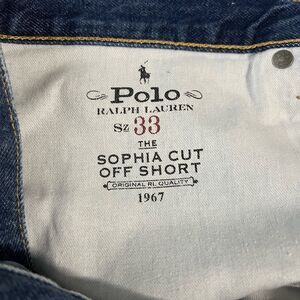 Polo
RALPH LAUREN
Sz 33
THE
SOPHIA CUT
OFF SHORT
ORIGINAL RL QUALITY
1967